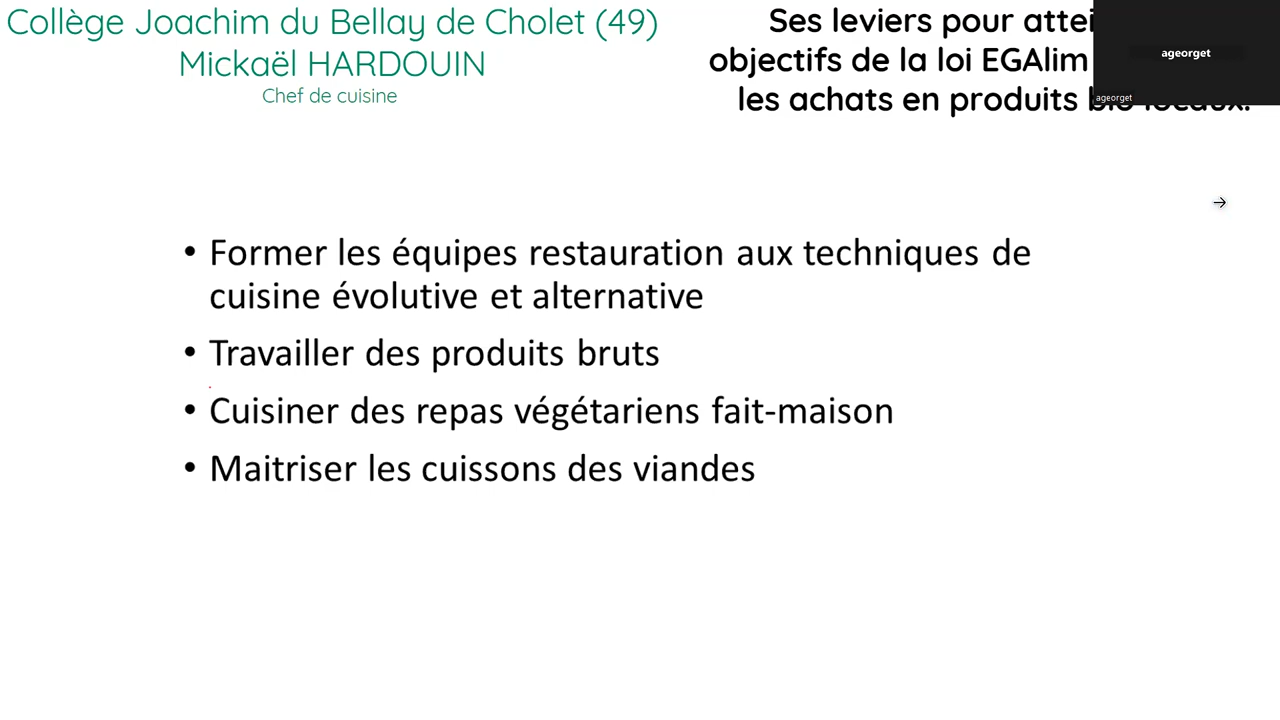 Collège Joachim du Bellay de Cholet (49)
Mickaël HARDOUIN
Chef de cuisine
Ses leviers pour
objectifs de la loi EGAlim
les achats en produits bio locaux.
ageorget
ageorget
• Former les équipes restauration aux techniques de
cuisine évolutive et alternative
• Travailler des produits bruts
• Cuisiner des repas végétariens fait-maison
• Maitriser les cuissons des viandes